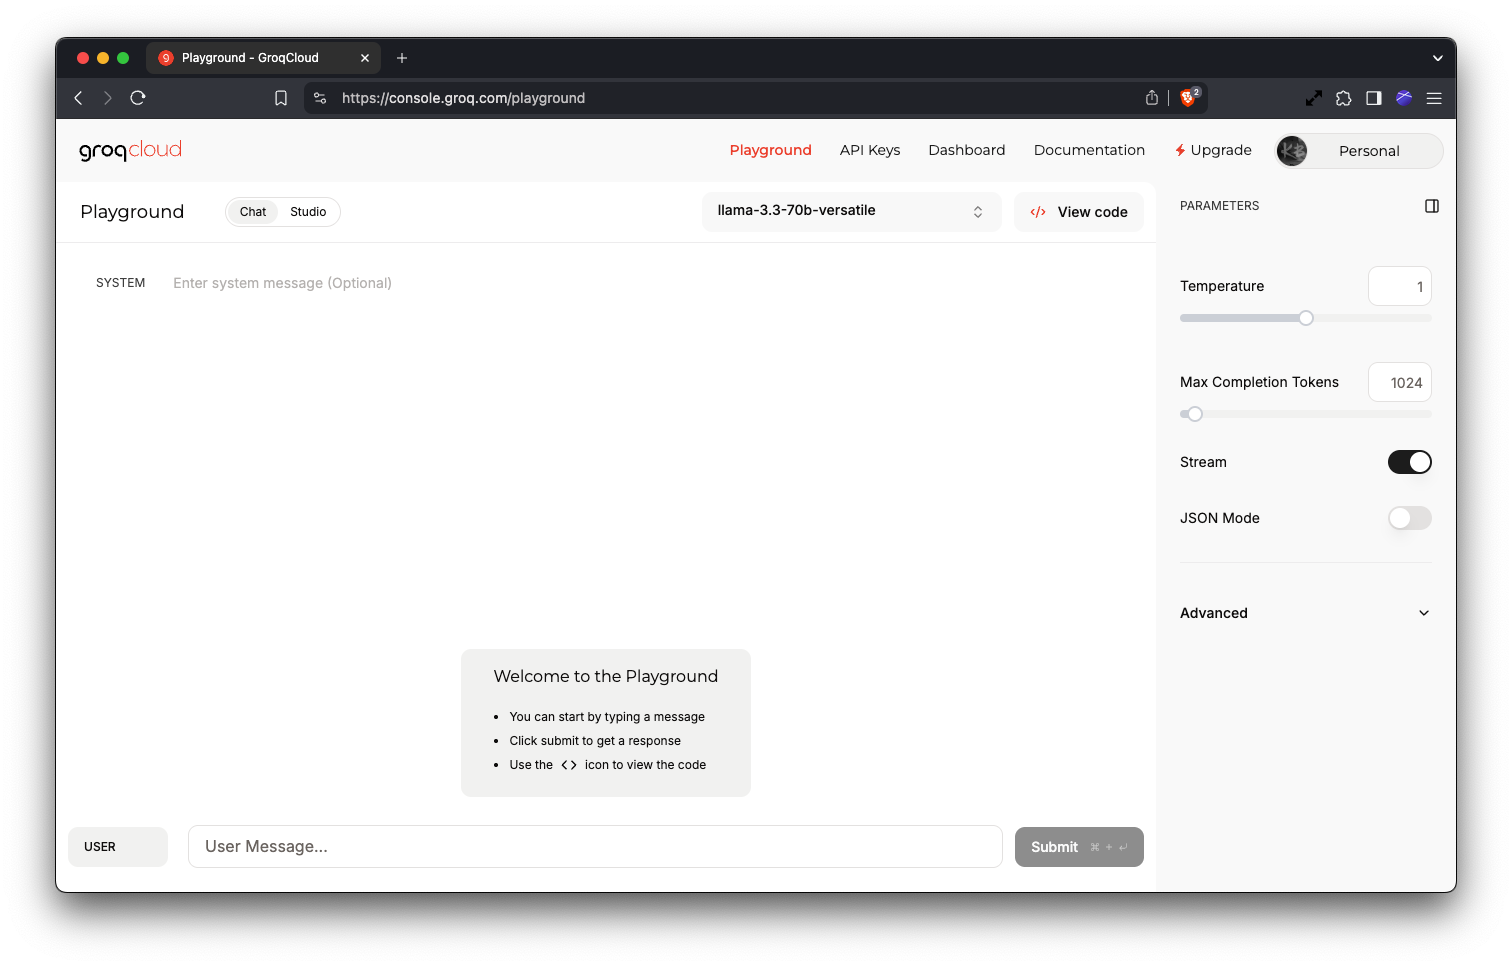 Playground - GroqCloud
https://console.groq.com/playground
2
groqcloud
Playground
API Keys
Dashboard
Documentation
Upgrade
Personal
Playground
Chat
Studio
llama-3.3-70b-versatile
</> View code
PARAMETERS
SYSTEM
Enter system message (Optional)
Temperature
1
Max Completion Tokens
1024
Stream
JSON Mode
Advanced
Welcome to the Playground
• You can start by typing a message
• Click submit to get a response
• Use the <> icon to view the code
USER
User Message...
Submit ⌘ + ↵